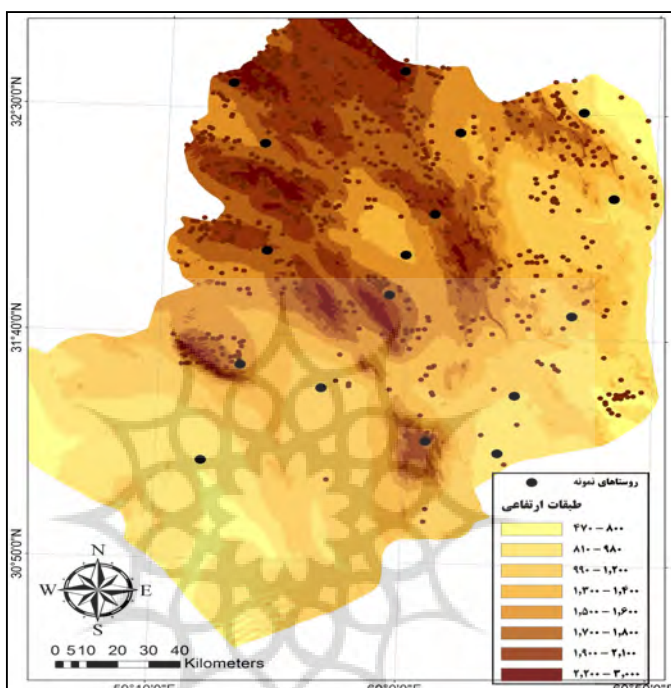 32°30'0"N
31°40'0"N
30°50'0"N
N
W E
S
0 5 10 20 30 40
Kilometers
روستاهای نمونه
طبقات ارتفاعی
۴۷۰ – ۸۰۰
۸۱۰ – ۹۸۰
۹۹۰ – ۱,۲۰۰
۱,۳۰۰ – ۱,۴۰۰
۱,۵۰۰ – ۱,۶۰۰
۱,۷۰۰ – ۱,۸۰۰
۱,۹۰۰ – ۲,۱۰۰
۲,۲۰۰ – ۳,۰۰۰